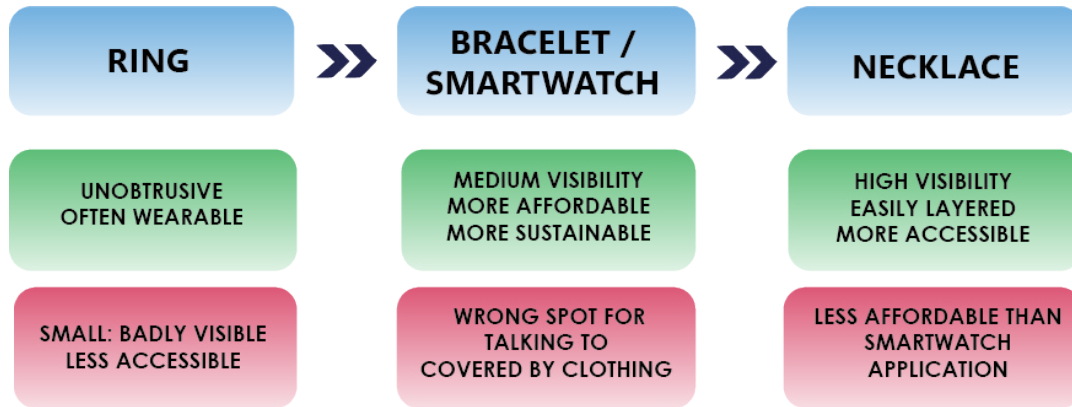 RING
BRACELET /
SMARTWATCH
NECKLACE
UNOBTRUSIVE
OFTEN WEARABLE
MEDIUM VISIBILITY
MORE AFFORDABLE
MORE SUSTAINABLE
HIGH VISIBILITY
EASILY LAYERED
MORE ACCESSIBLE
SMALL: BADLY VISIBLE
LESS ACCESSIBLE
WRONG SPOT FOR
TALKING TO
COVERED BY CLOTHING
LESS AFFORDABLE THAN
SMARTWATCH
APPLICATION